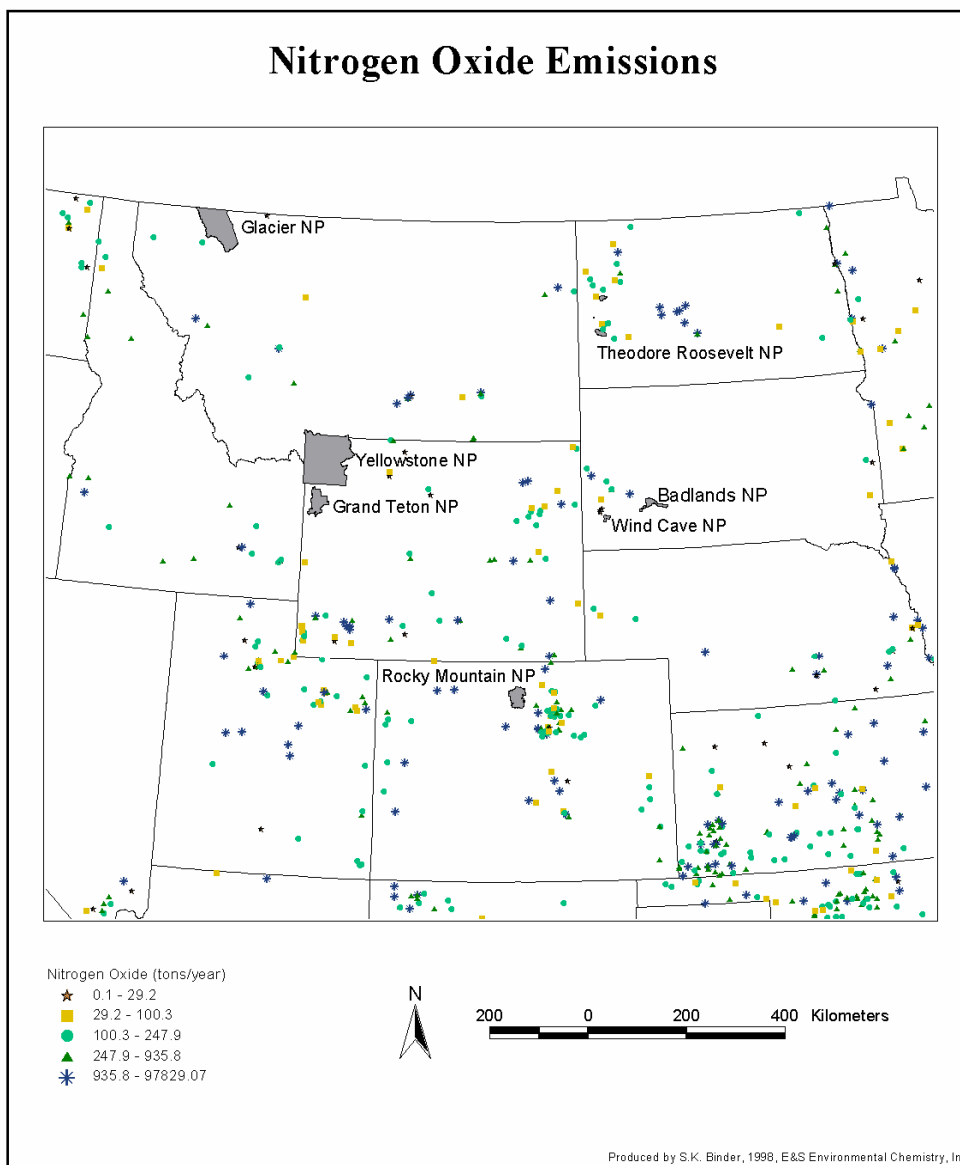 Nitrogen Oxide Emissions
Glacier NP
Theodore Roosevelt NP
Yellowstone NP
Grand Teton NP
Badlands NP
Wind Cave NP
Rocky Mountain NP
Nitrogen Oxide (tons/year)
0.1 - 29.2
29.2 - 100.3
100.3 - 247.9
247.9 - 935.8
935.8 - 97829.07
N
200 0 200 400 Kilometers
Produced by S.K. Binder, 1998, E&S Environmental Chemistry, In